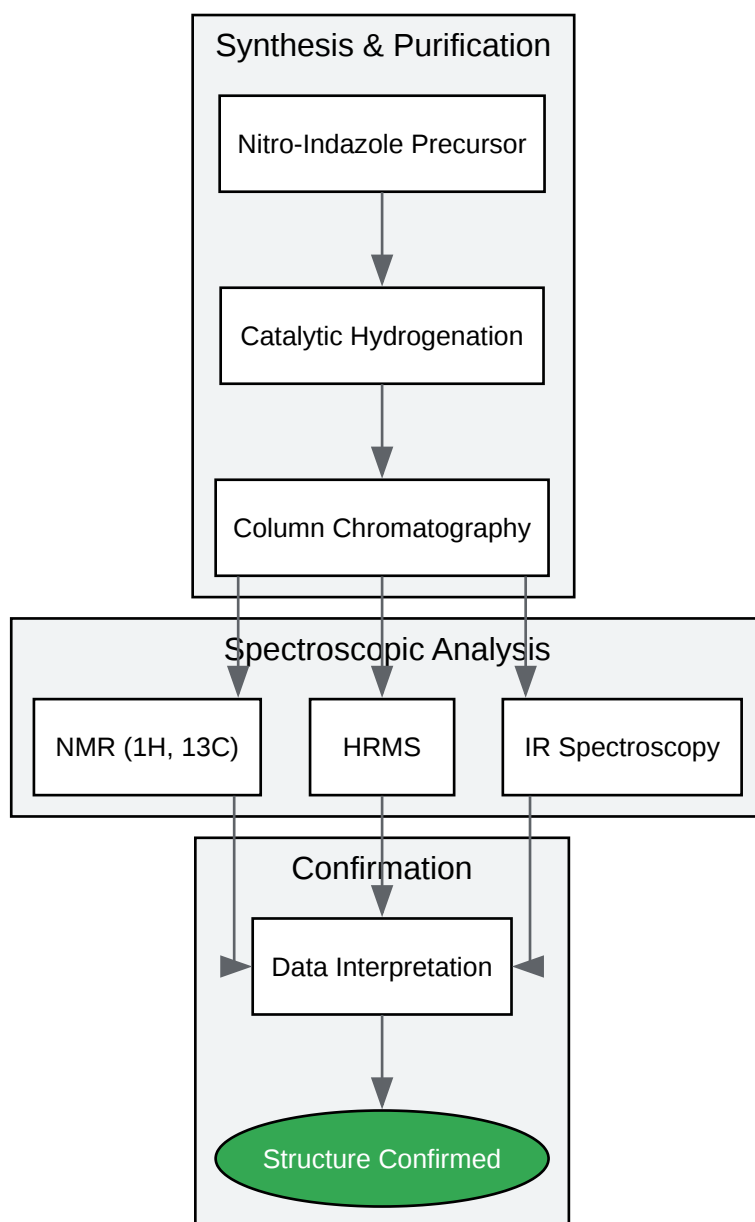 Synthesis & Purification
Nitro-Indazole Precursor
Catalytic Hydrogenation
Column Chromatography
Spectroscopic Analysis
NMR (1H, 13C)
HRMS
IR Spectroscopy
Confirmation
Data Interpretation
Structure Confirmed